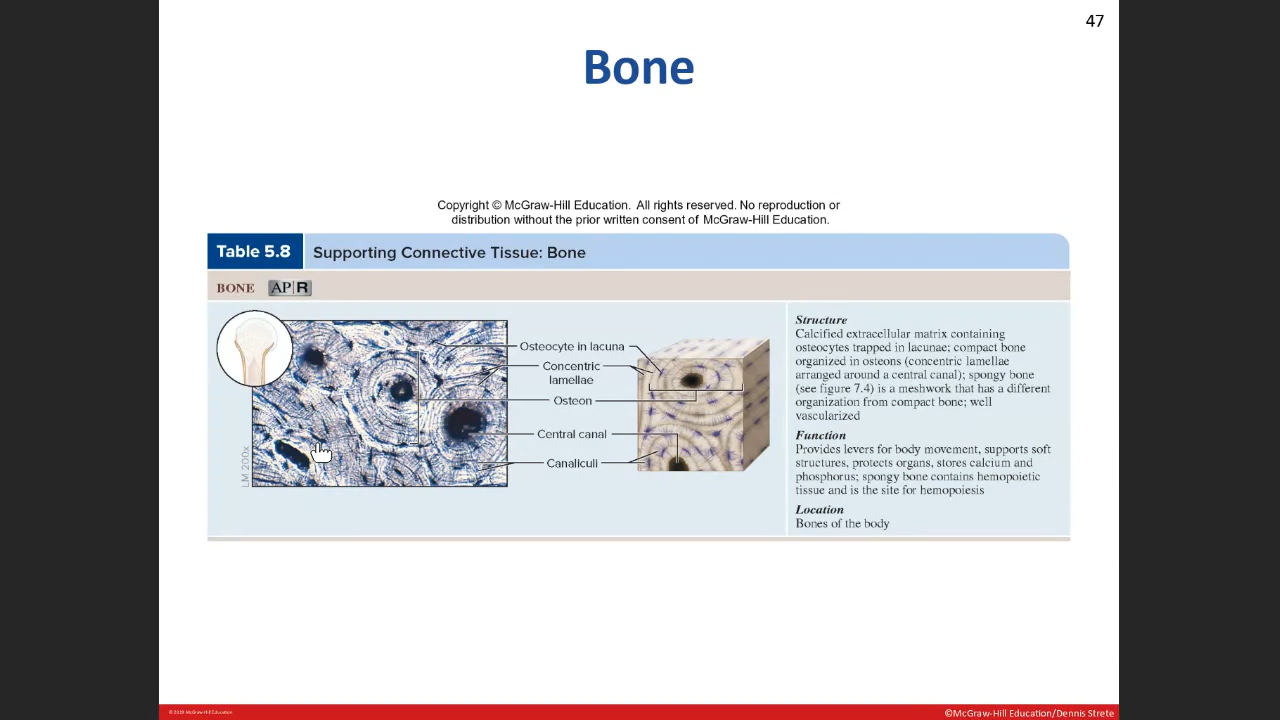 47
Bone
Copyright © McGraw-Hill Education. All rights reserved. No reproduction or
distribution without the prior written consent of McGraw-Hill Education.
Table 5.8
Supporting Connective Tissue: Bone
BONE AP|R
LM 200x
Osteocyte in lacuna
Concentric
lamellae
Osteon
Central canal
Canaliculi
Structure
Calcified extracellular matrix containing
osteocytes trapped in lacunae; compact bone
organized in osteons (concentric lamellae
arranged around a central canal); spongy bone
(see figure 7.4) is a meshwork that has a different
organization from compact bone; well
vascularized
Function
Provides levers for body movement, supports soft
structures, protects organs, stores calcium and
phosphorus; spongy bone contains hemopoietic
tissue and is the site for hemopoiesis
Location
Bones of the body
© 2019 McGraw-Hill Education
©McGraw-Hill Education/Dennis Strete